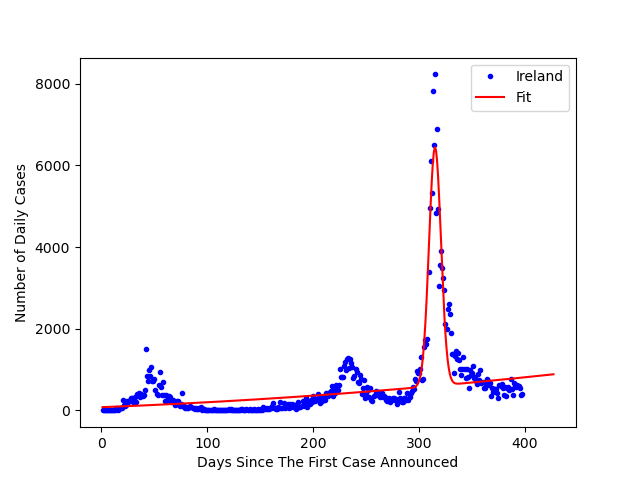 Ireland
Fit
Number of Daily Cases
8000
6000
4000
2000
0
0 100 200 300 400
Days Since The First Case Announced